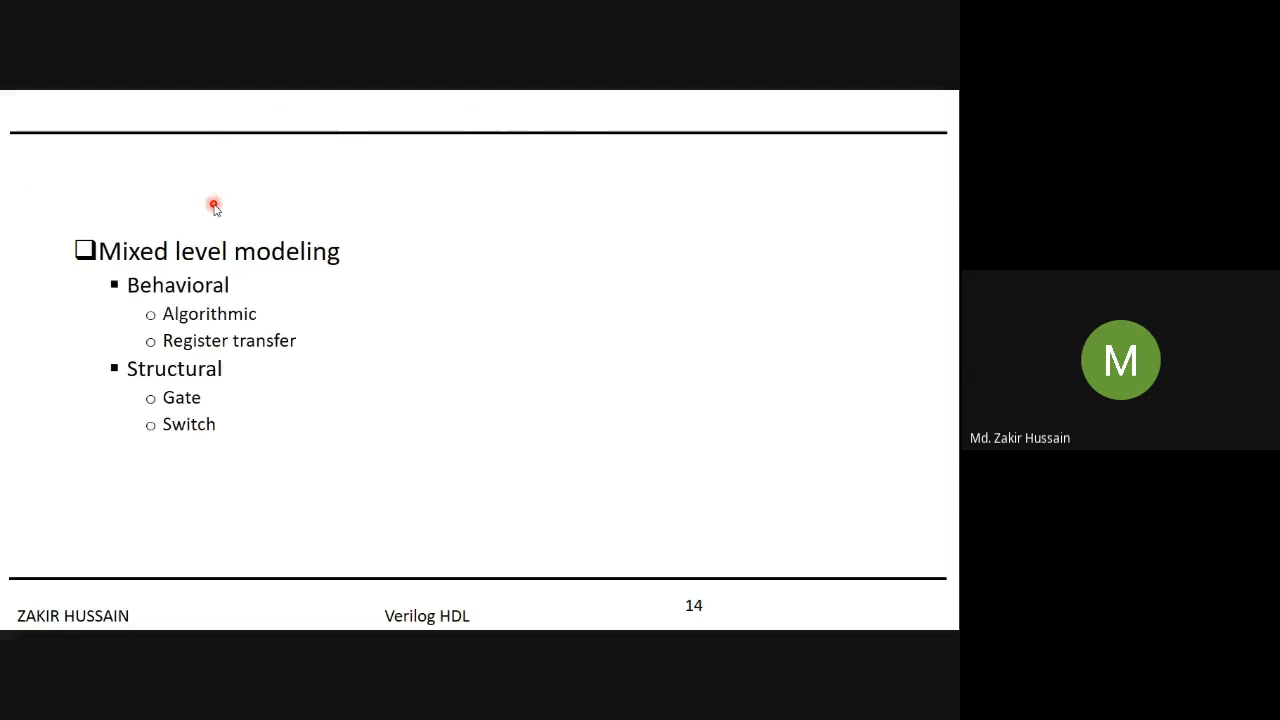 Mixed level modeling
Behavioral
Algorithmic
Register transfer
Structural
Gate
Switch
ZAKIR HUSSAIN
Verilog HDL
14
M
Md. Zakir Hussain